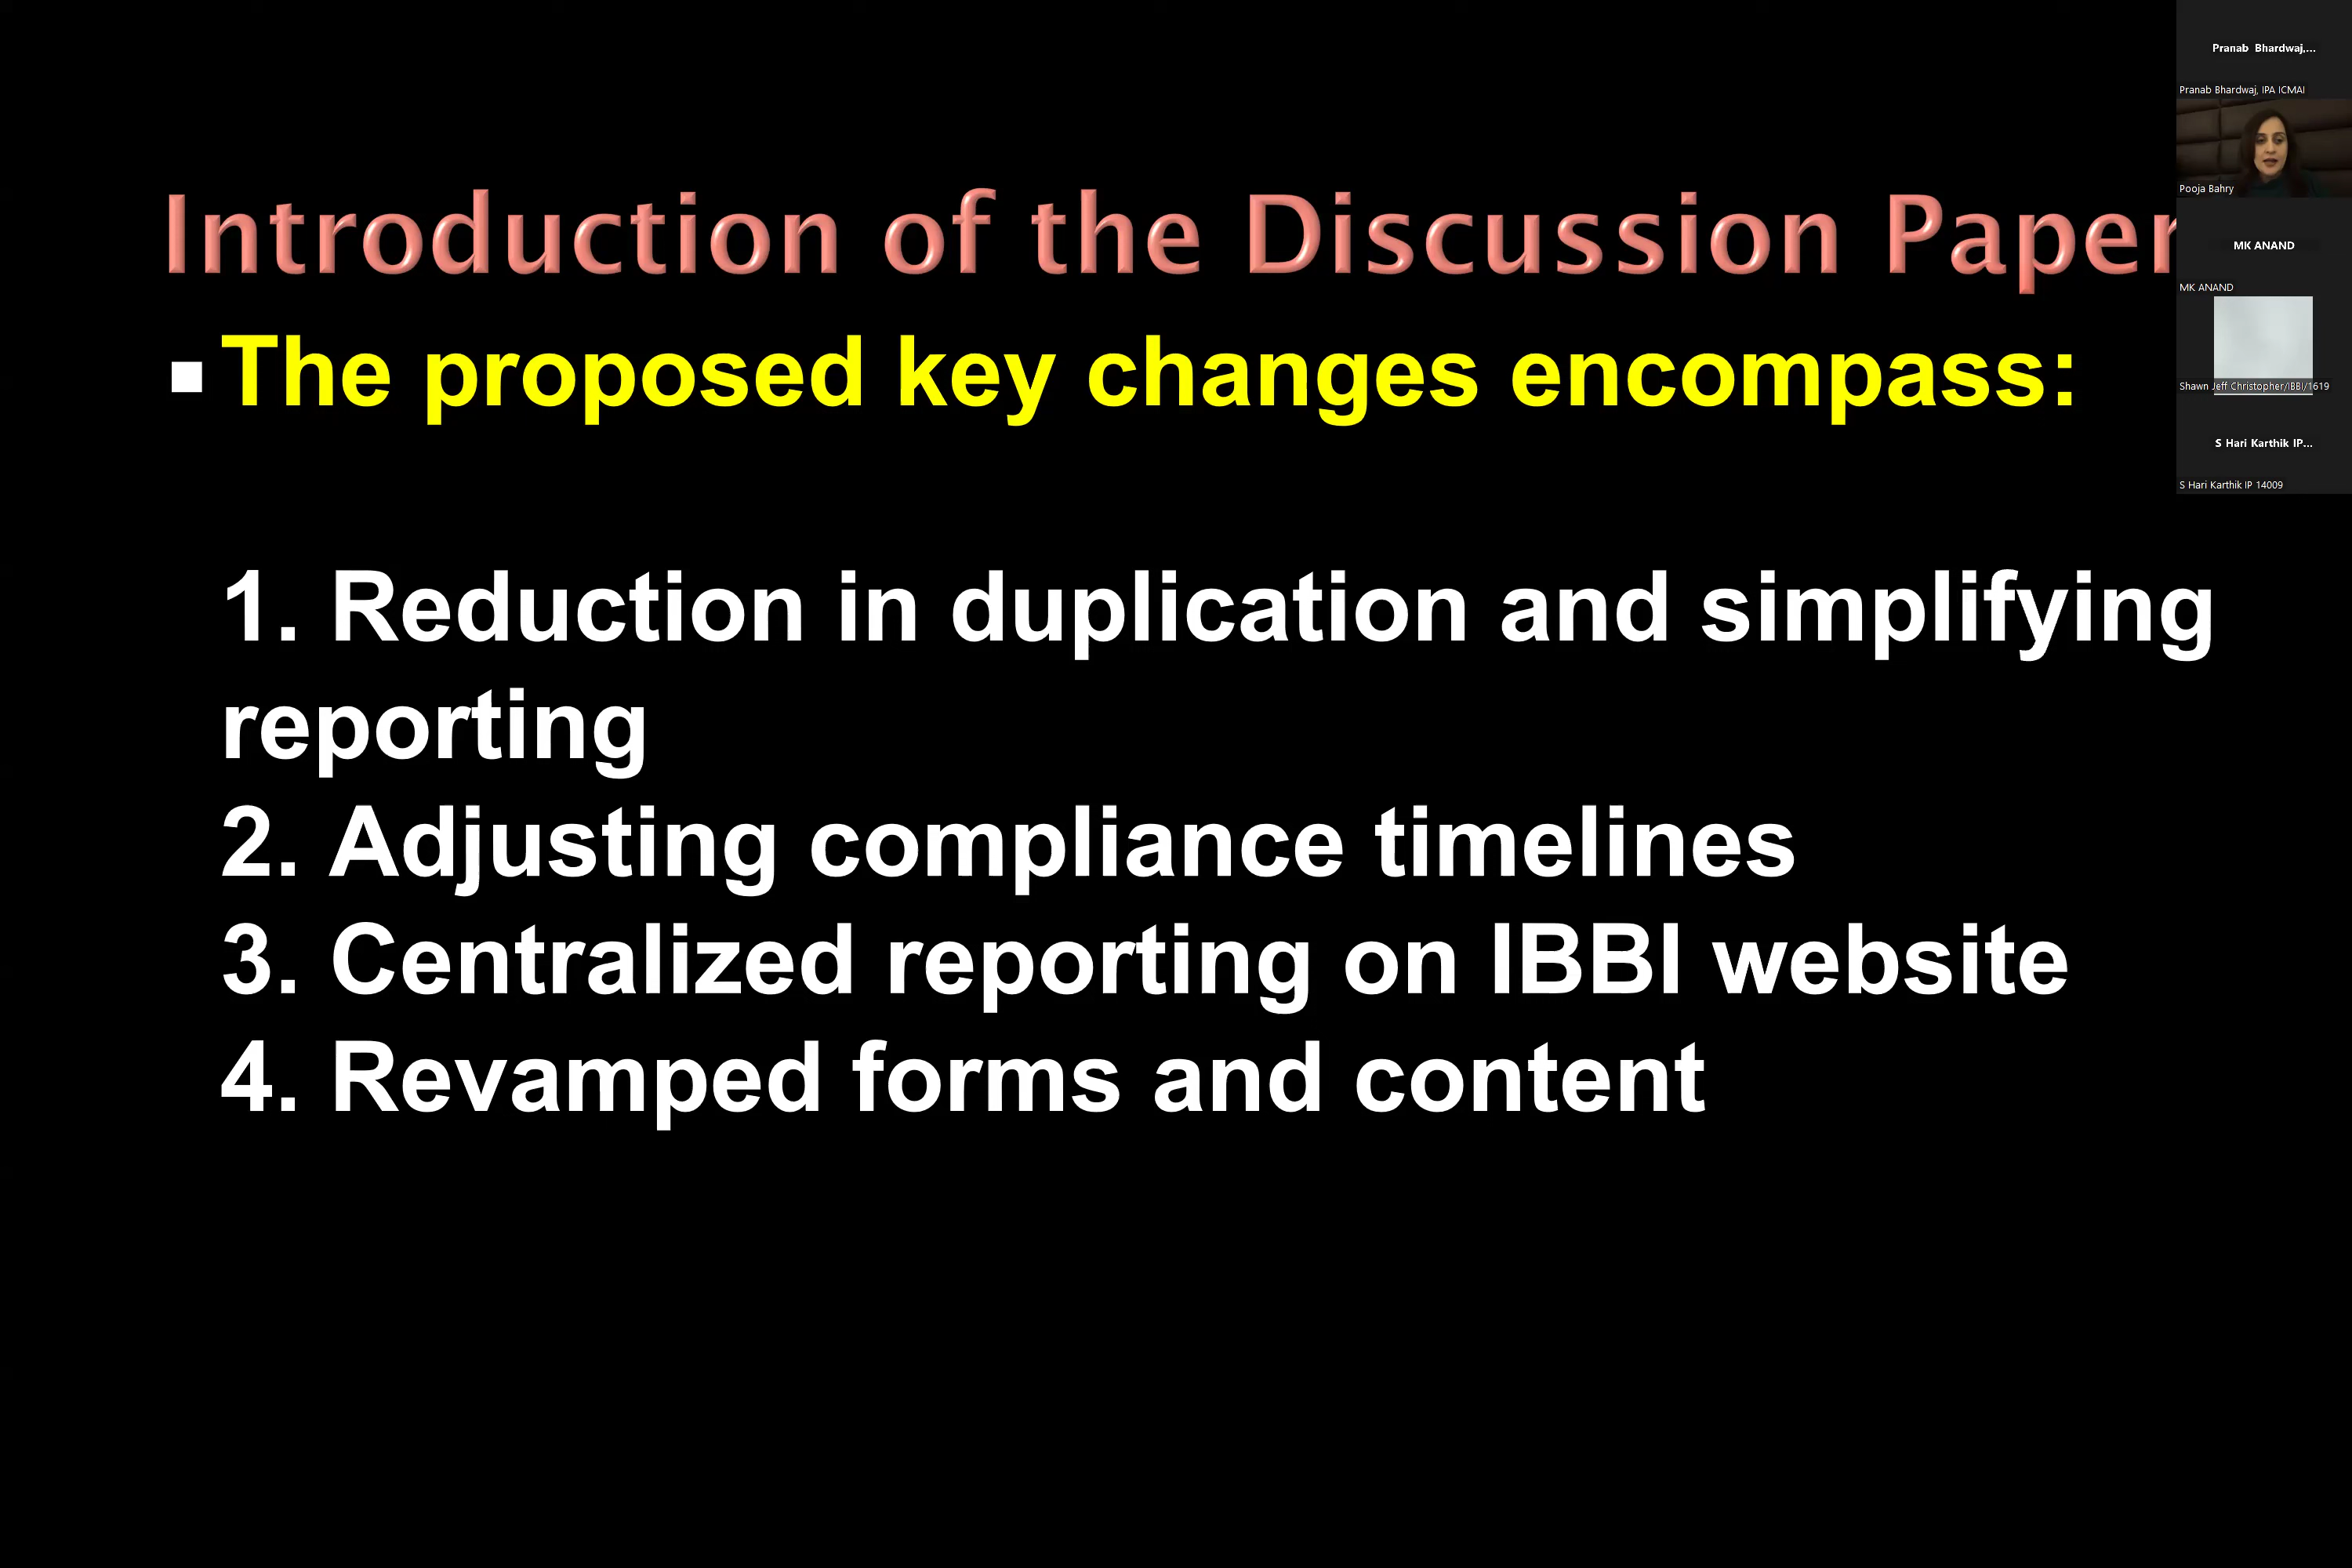 Introduction of the Discussion Paper
▪ The proposed key changes encompass:
1. Reduction in duplication and simplifying
reporting
2. Adjusting compliance timelines
3. Centralized reporting on IBBI website
4. Revamped forms and content
Pranab Bhardwaj,...
Pranab Bhardwaj, IPA ICMAI
Pooja Bahry
MK ANAND
MK ANAND
Shawn Jeff Christopher/IBBI/1619
S Hari Karthik IP...
S Hari Karthik IP 14009